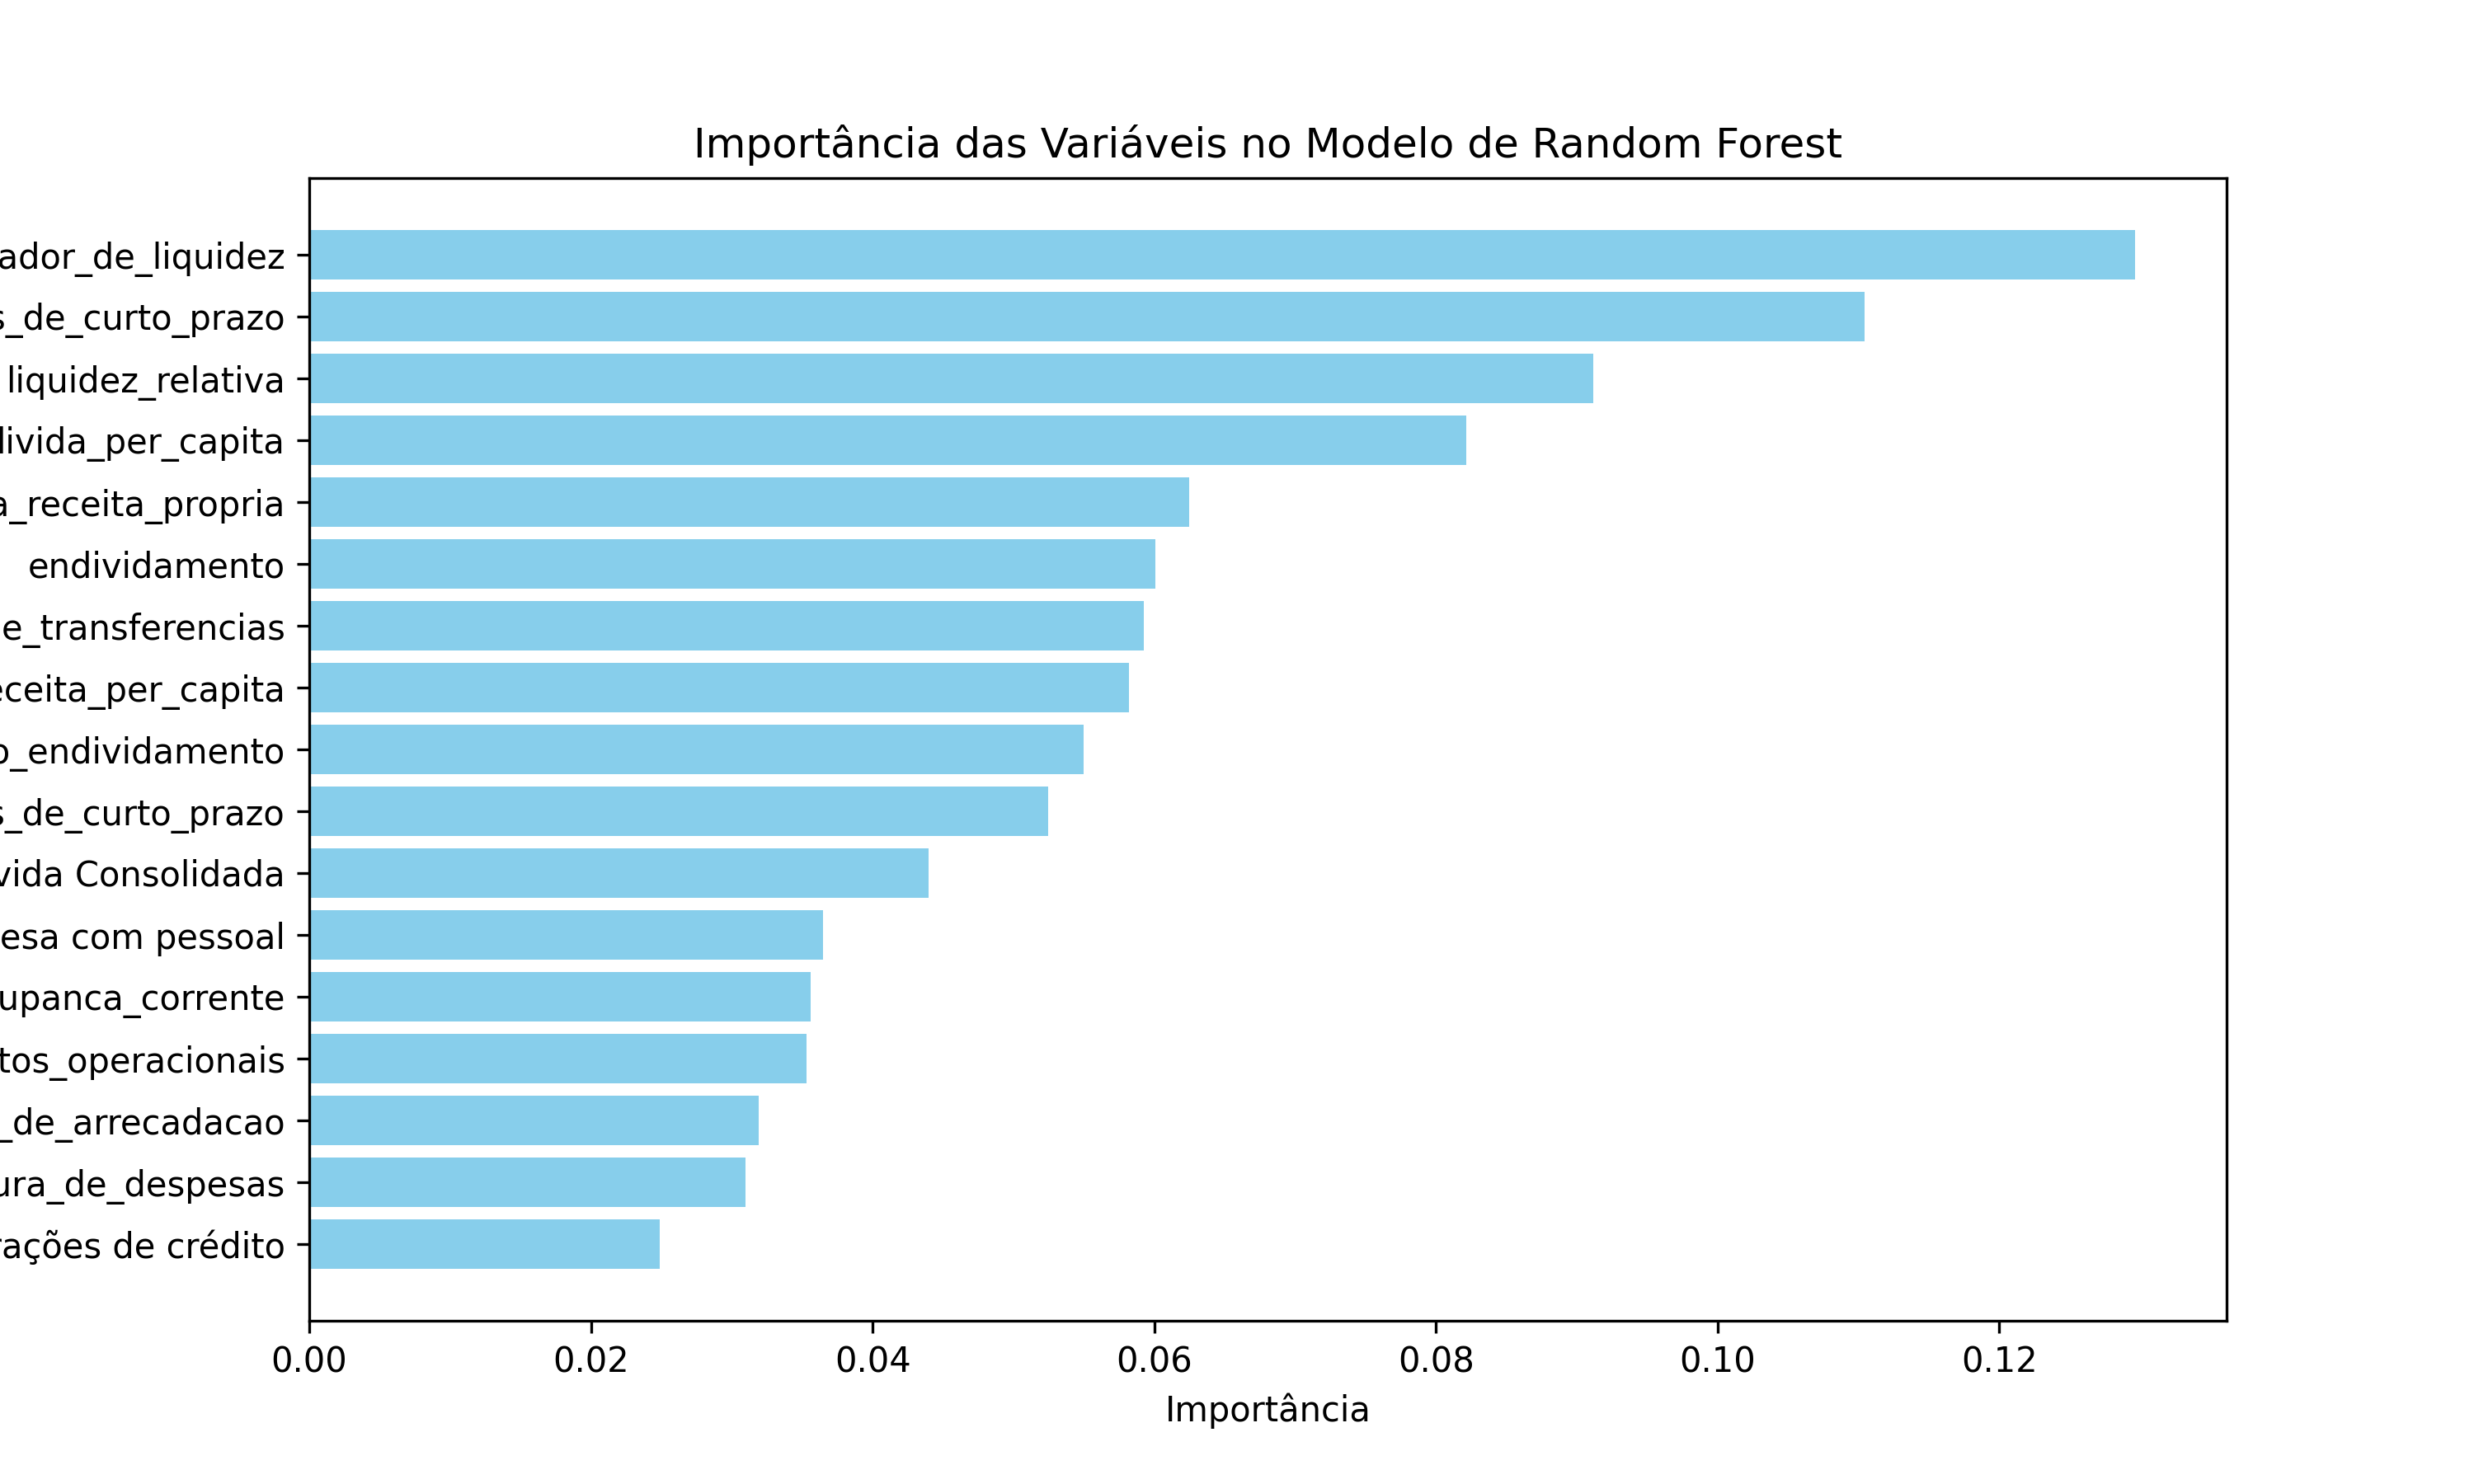 Importância das Variáveis no Modelo de Random Forest
ador_de_liquidez
s_de_curto_prazo
liquidez_relativa
divida_per_capita
a_receita_propria
endividamento
e_transferencias
eceita_per_capita
o_endividamento
s_de_curto_prazo
vida Consolidada
esa com pessoal
upanca_corrente
tos_operacionais
_de_arrecadacao
ura_de_despesas
rações de crédito
0.00 0.02 0.04 0.06 0.08 0.10 0.12
Importância